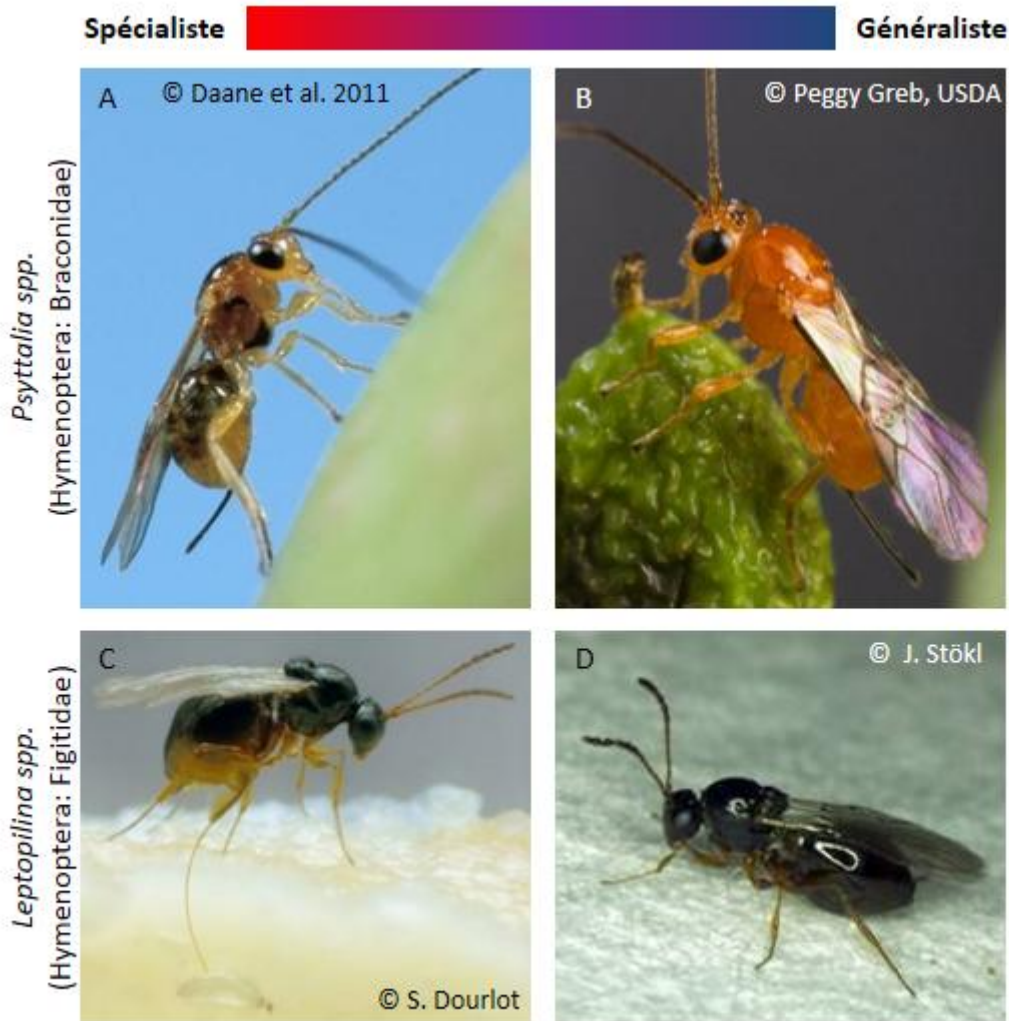 Spécialiste Généraliste
A © Daane et al. 2011
B © Peggy Greb, USDA
Psyttalia spp.
(Hymenoptera: Braconidae)
C
© S. Dourlot
D © J. Stökl
Leptopilina spp.
(Hymenoptera: Figitidae)